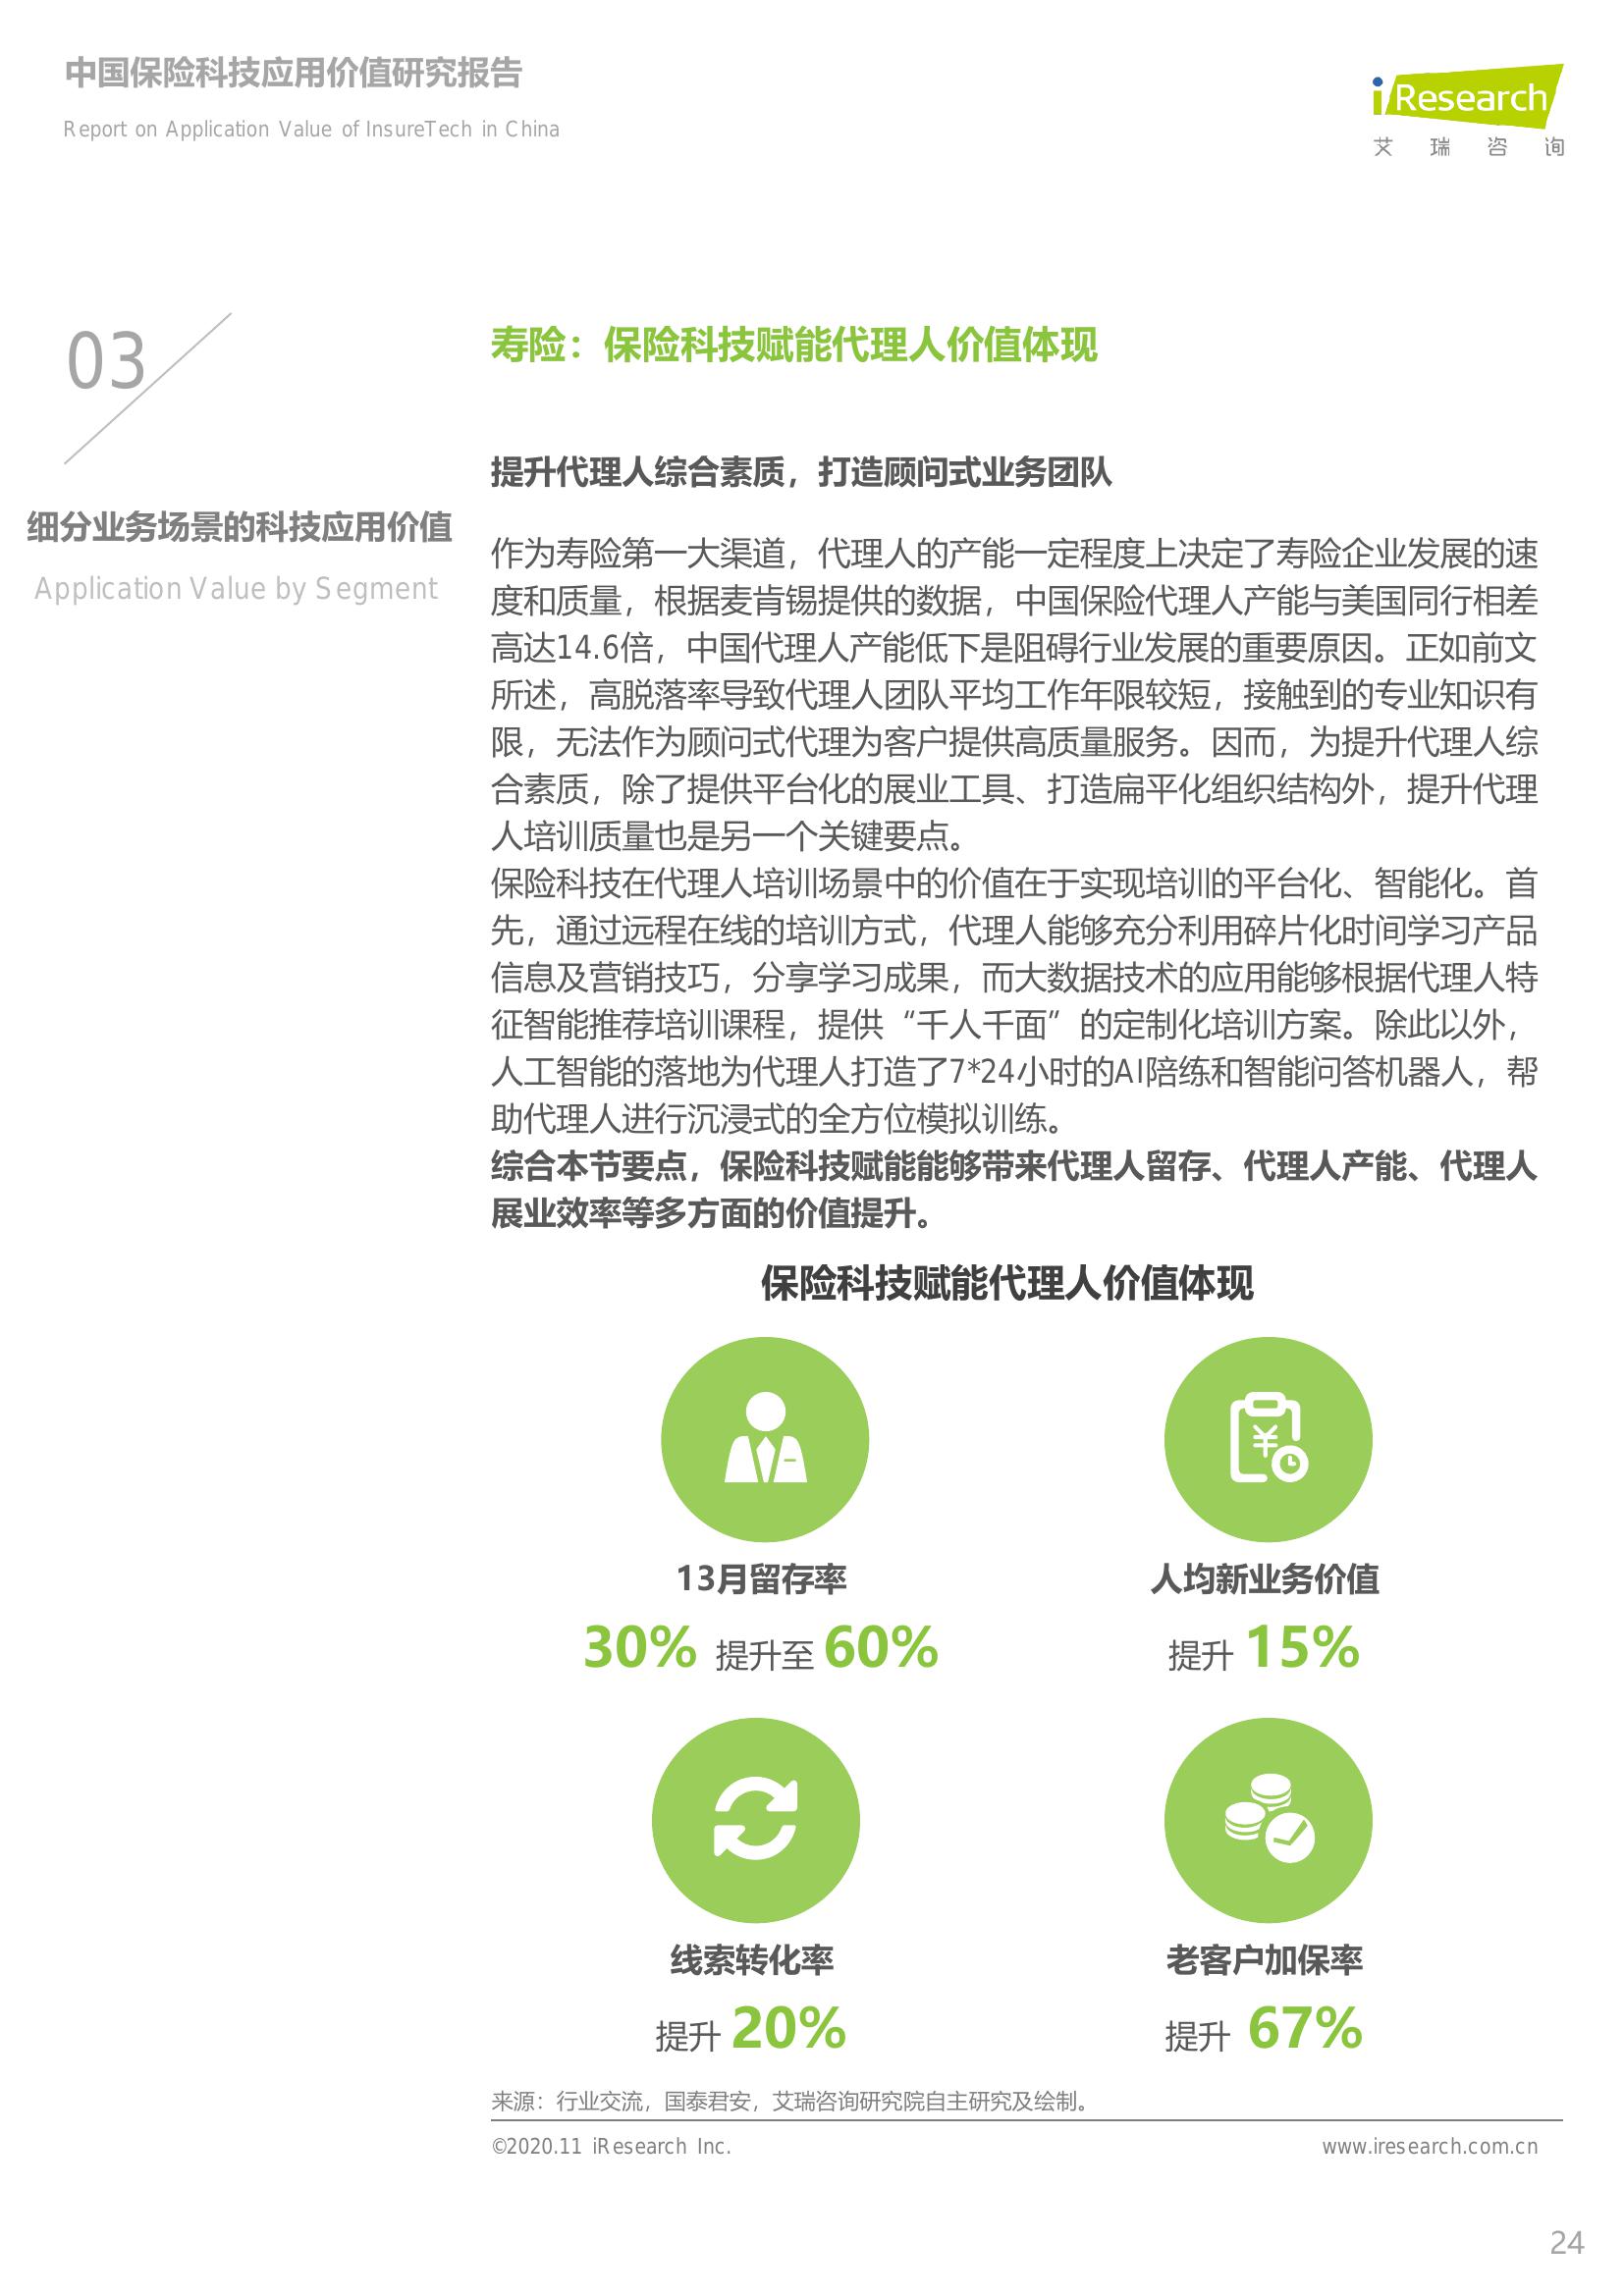 中国保险科技应用价值研究报告
Report on Application Value of InsureTech in China
iResearch
艾瑞咨询
03
细分业务场景的科技应用价值
Application Value by Segment
寿险：保险科技赋能代理人价值体现
提升代理人综合素质，打造顾问式业务团队
作为寿险第一大渠道，代理人的产能一定程度上决定了寿险企业发展的速
度和质量，根据麦肯锡提供的数据，中国保险代理人产能与美国同行相差
高达14.6倍，中国代理人产能低下是阻碍行业发展的重要原因。正如前文
所述，高脱落率导致代理人团队平均工作年限较短，接触到的专业知识有
限，无法作为顾问式代理为客户提供高质量服务。因而，为提升代理人综
合素质，除了提供平台化的展业工具、打造扁平化组织结构外，提升代理
人培训质量也是另一个关键要点。
保险科技在代理人培训场景中的价值在于实现培训的平台化、智能化。首
先，通过远程在线的培训方式，代理人能够充分利用碎片化时间学习产品
信息及营销技巧，分享学习成果，而大数据技术的应用能够根据代理人特
征智能推荐培训课程，提供“千人千面”的定制化培训方案。除此以外，
人工智能的落地为代理人打造了7*24小时的AI陪练和智能问答机器人，帮
助代理人进行沉浸式的全方位模拟训练。
综合本节要点，保险科技赋能能够带来代理人留存、代理人产能、代理人
展业效率等多方面的价值提升。
保险科技赋能代理人价值体现
¥
13月留存率
30% 提升至 60%
人均新业务价值
提升 15%
线索转化率
提升 20%
老客户加保率
提升 67%
来源：行业交流，国泰君安，艾瑞咨询研究院自主研究及绘制。
©2020.11 iResearch Inc.
www.iresearch.com.cn
24